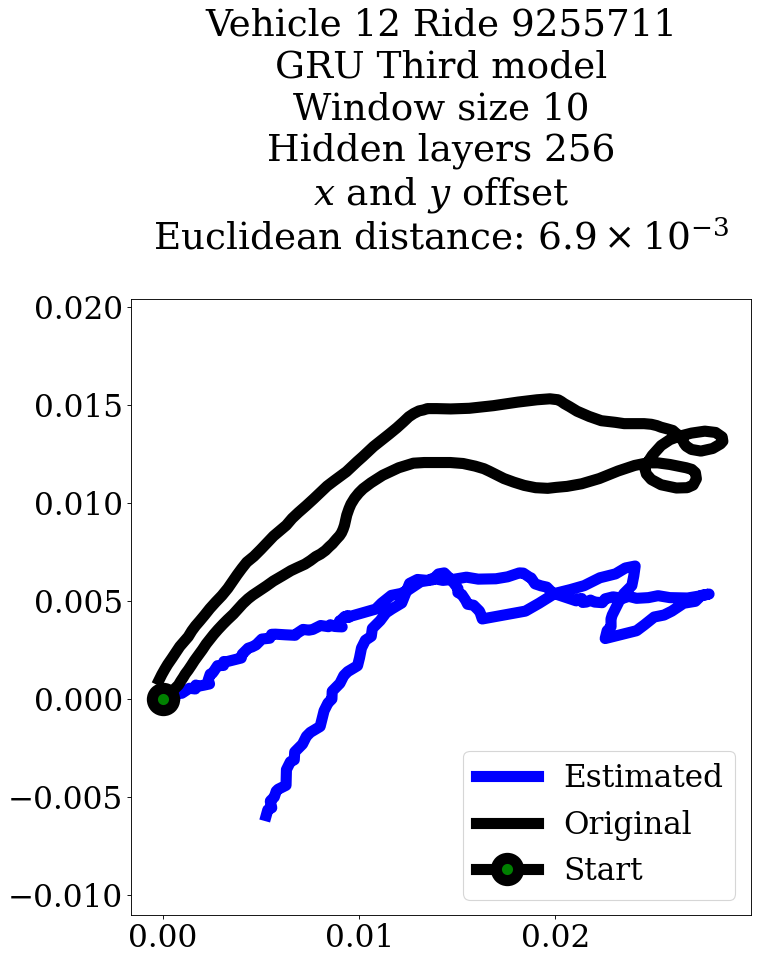 Vehicle 12 Ride 9255711
GRU Third model
Window size 10
Hidden layers 256
x and y offset
Euclidean distance: 6.9 × 10⁻³
0.020
0.015
0.010
0.005
0.000
−0.005
−0.010
Estimated
Original
Start
0.00 0.01 0.02